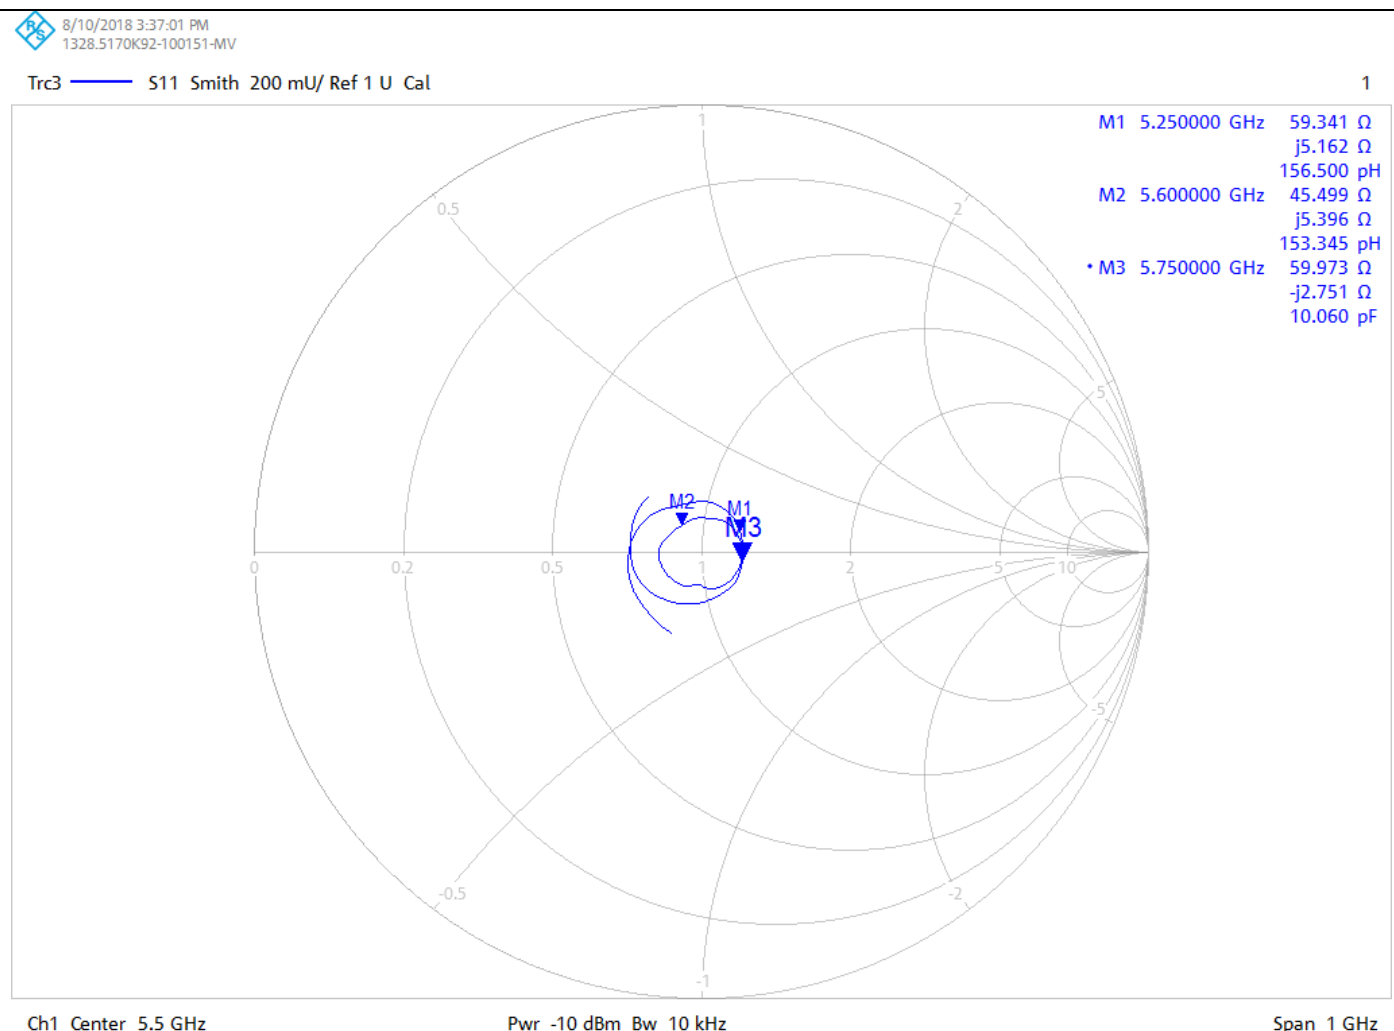 R&S
8/10/2018 3:37:01 PM
1328.5170K92-100151-MV
Trc3 S11 Smith 200 mU/ Ref 1 U Cal 1
M1 5.250000 GHz 59.341 Ω
j5.162 Ω
156.500 pH
M2 5.600000 GHz 45.499 Ω
j5.396 Ω
153.345 pH
• M3 5.750000 GHz 59.973 Ω
-j2.751 Ω
10.060 pF
1
0.5 2
5
M2 M1
M3
0 0.2 0.5 1 2 5 10
-5
-0.5 -2
-1
Ch1 Center 5.5 GHz Pwr -10 dBm Bw 10 kHz Span 1 GHz